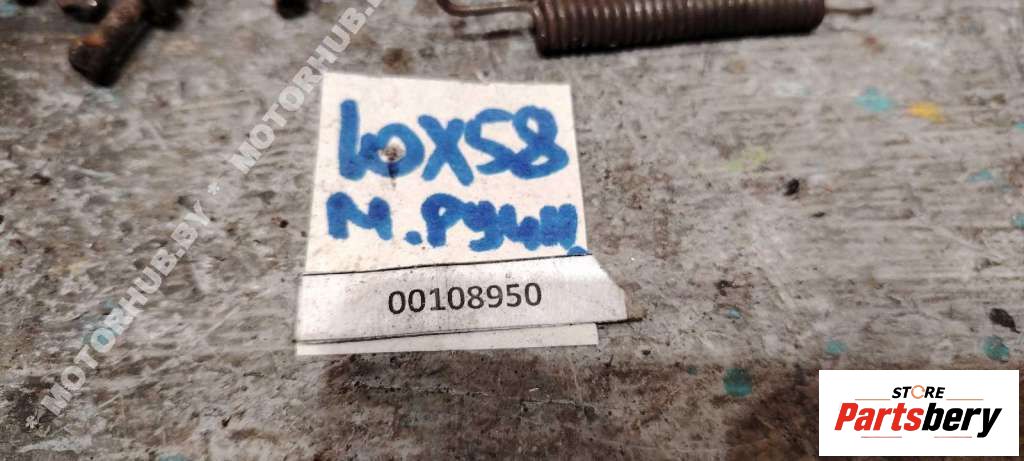 10X58
М.РУЧН.
00108950
* MOTORHUB.BY * MOTORHUB.BY
STORE
Partsbery